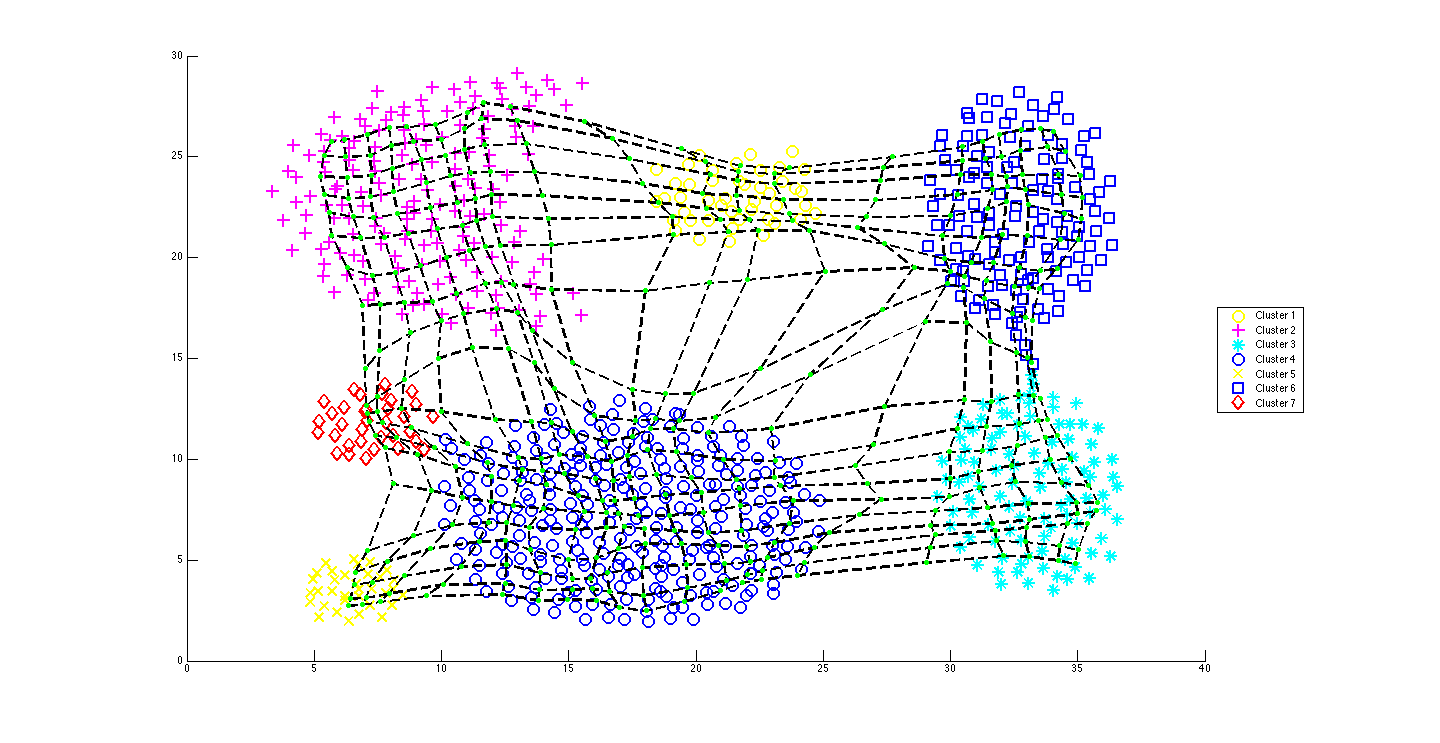 30
25
20
15
10
5
0
0 5 10 15 20 25 30 35 40
Cluster 1
Cluster 2
Cluster 3
Cluster 4
Cluster 5
Cluster 6
Cluster 7